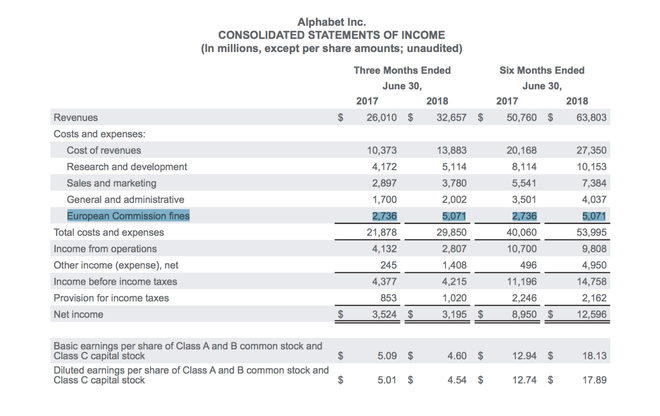 Alphabet Inc.
CONSOLIDATED STATEMENTS OF INCOME
(In millions, except per share amounts; unaudited)
Three Months Ended Six Months Ended
June 30, June 30,
2017 2018 2017 2018
Revenues $ 26,010 $ 32,657 $ 50,760 $ 63,803
Costs and expenses:
Cost of revenues 10,373 13,883 20,168 27,350
Research and development 4,172 5,114 8,114 10,153
Sales and marketing 2,897 3,780 5,541 7,384
General and administrative 1,700 2,002 3,501 4,037
European Commission fines 2,736 5,071 2,736 5,071
Total costs and expenses 21,878 29,850 40,060 53,995
Income from operations 4,132 2,807 10,700 9,808
Other income (expense), net 245 1,408 496 4,950
Income before income taxes 4,377 4,215 11,196 14,758
Provision for income taxes 853 1,020 2,246 2,162
Net income $ 3,524 $ 3,195 $ 8,950 $ 12,596
Basic earnings per share of Class A and B common stock and
Class C capital stock $ 5.09 $ 4.60 $ 12.94 $ 18.13
Diluted earnings per share of Class A and B common stock and
Class C capital stock $ 5.01 $ 4.54 $ 12.74 $ 17.89